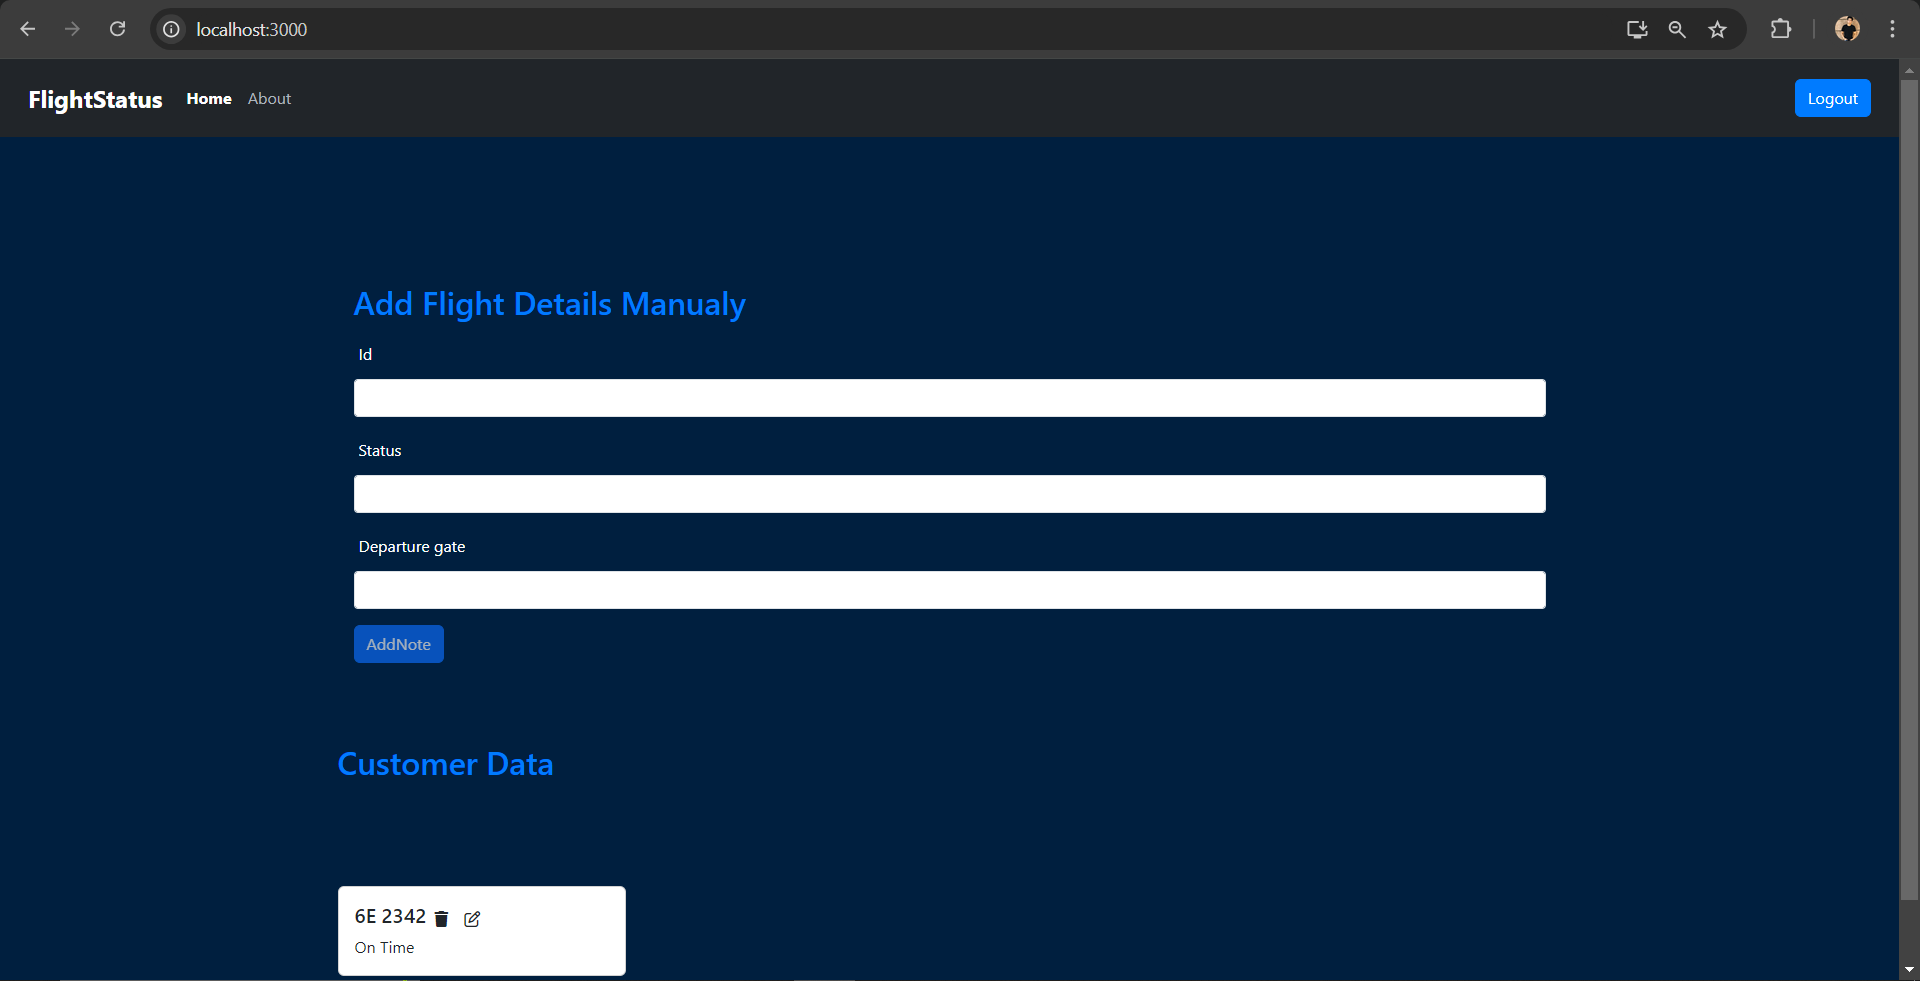 localhost:3000
FlightStatus Home About Logout
Add Flight Details Manualy
Id
Status
Departure gate
AddNote
Customer Data
6E 2342
On Time